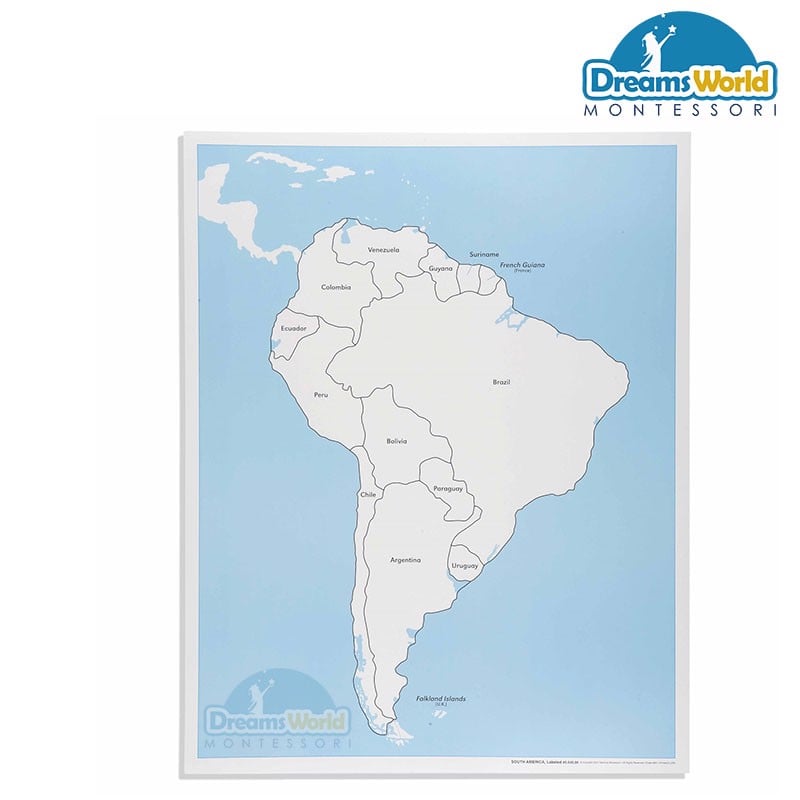 DreamsWorld
MONTESSORI
Venezuela
Suriname
Guyana
French Guiana
(France)
Colombia
Ecuador
Brazil
Peru
Bolivia
Paraguay
Chile
Argentina
Uruguay
Falkland Islands
(U.K.)
DreamsWorld
MONTESSORI
SOUTH AMERICA, Labeled